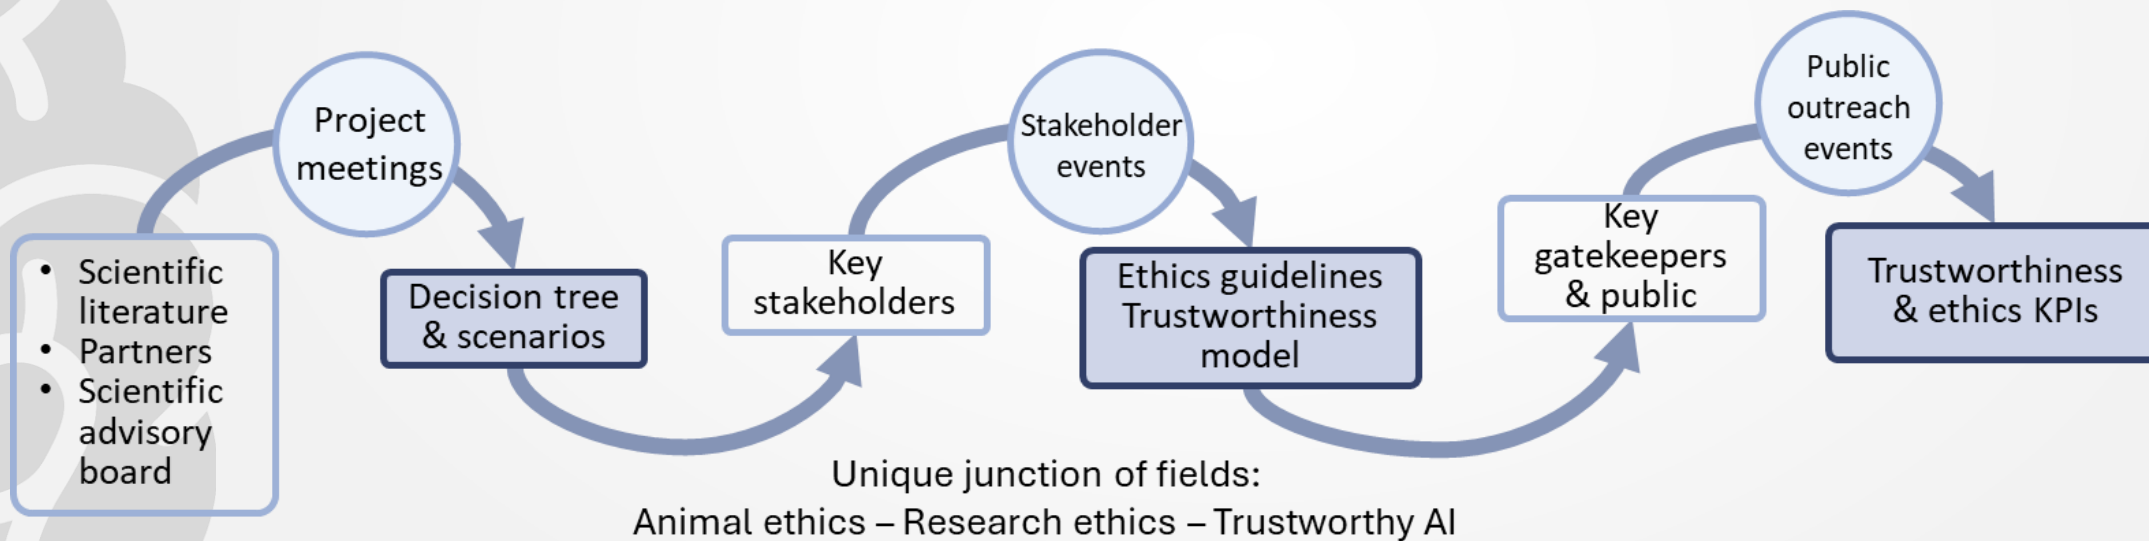 Project
meetings
• Scientific
literature
• Partners
• Scientific
advisory
board
Decision tree
& scenarios
Key
stakeholders
Stakeholder
events
Ethics guidelines
Trustworthiness
model
Key
gatekeepers
& public
Public
outreach
events
Trustworthiness
& ethics KPIs
Unique junction of fields:
Animal ethics – Research ethics – Trustworthy AI